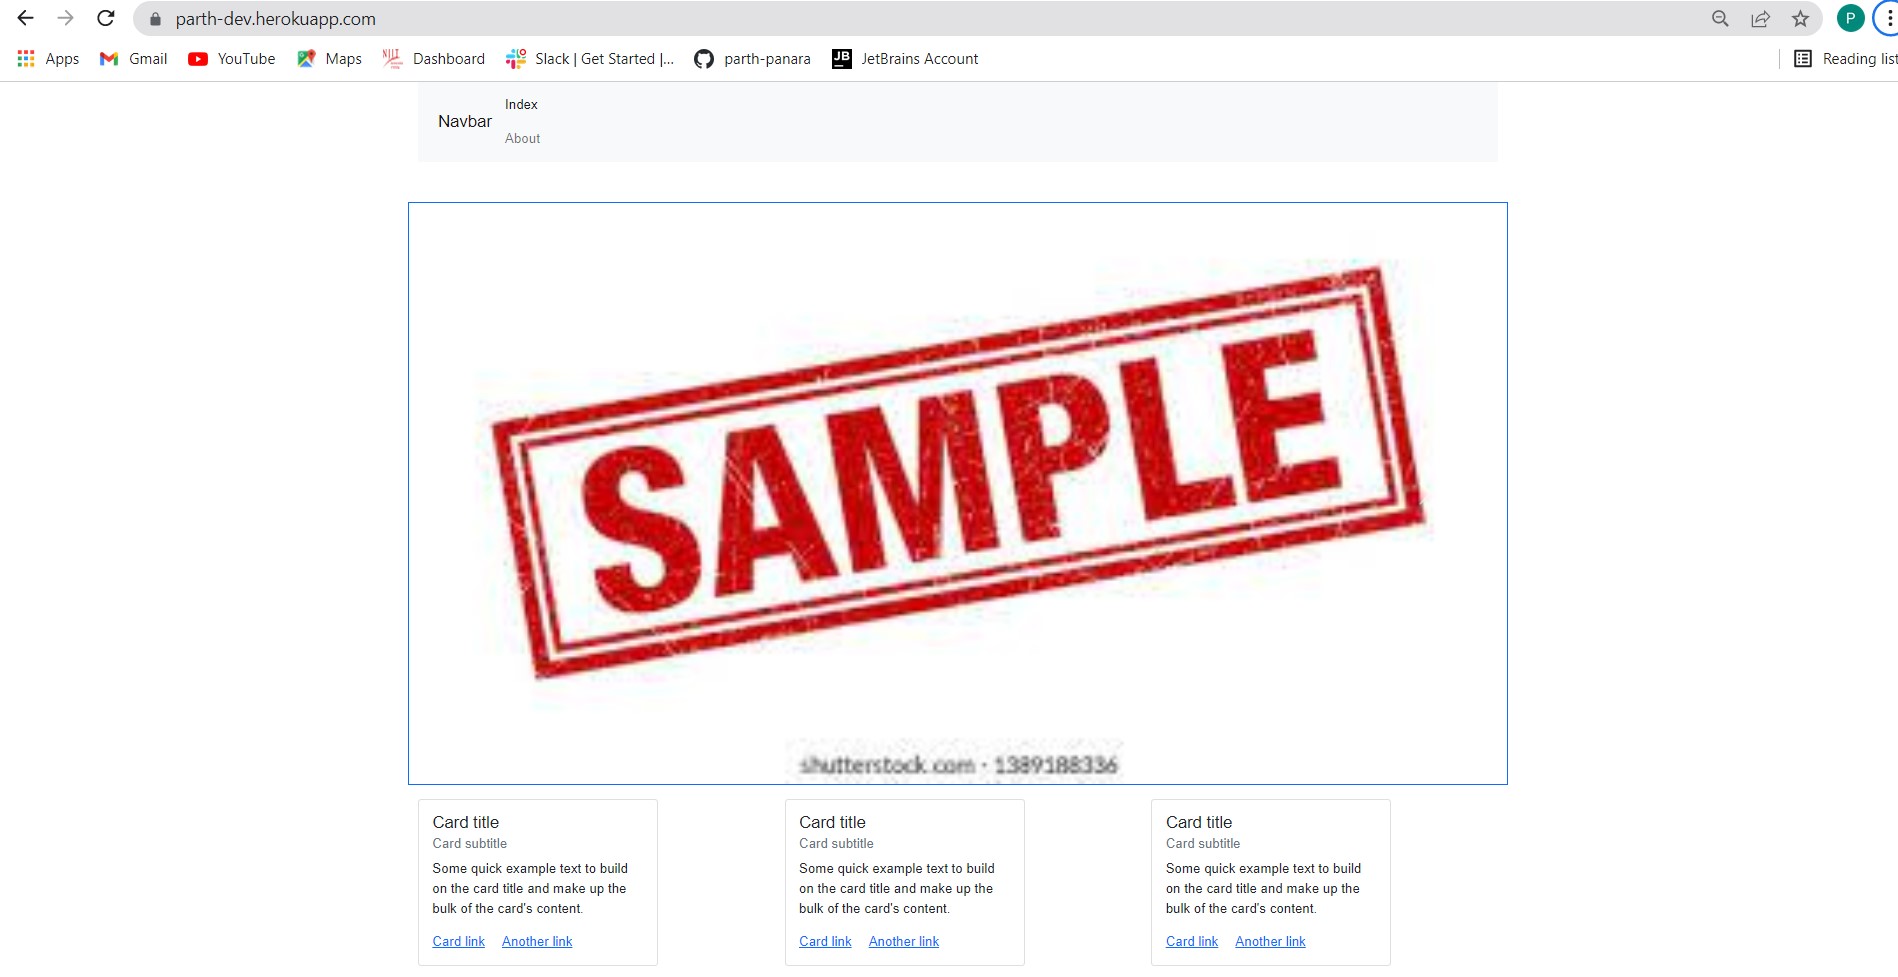 parth-dev.herokuapp.com
P
Apps Gmail YouTube Maps Dashboard Slack | Get Started |... parth-panara JB JetBrains Account Reading list
Index
Navbar
About
SAMPLE
shutterstock.com · 1389188336
Card title
Card subtitle
Some quick example text to build
on the card title and make up the
bulk of the card's content.
Card link Another link
Card title
Card subtitle
Some quick example text to build
on the card title and make up the
bulk of the card's content.
Card link Another link
Card title
Card subtitle
Some quick example text to build
on the card title and make up the
bulk of the card's content.
Card link Another link